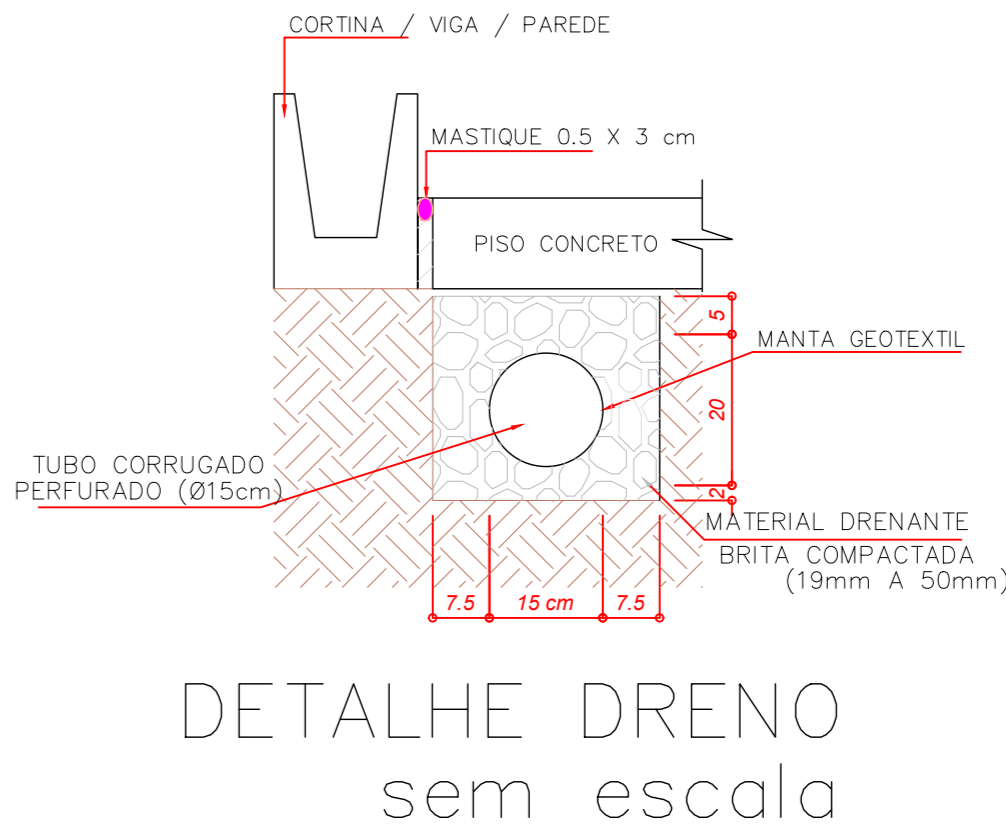 CORTINA / VIGA / PAREDE
MASTIQUE 0.5 X 3 cm
PISO CONCRETO
5
MANTA GEOTEXTIL
20
TUBO CORRUGADO
PERFURADO (Ø15cm)
2
MATERIAL DRENANTE
BRITA COMPACTADA
(19mm A 50mm)
7.5 15 cm 7.5
DETALHE DRENO
sem escala